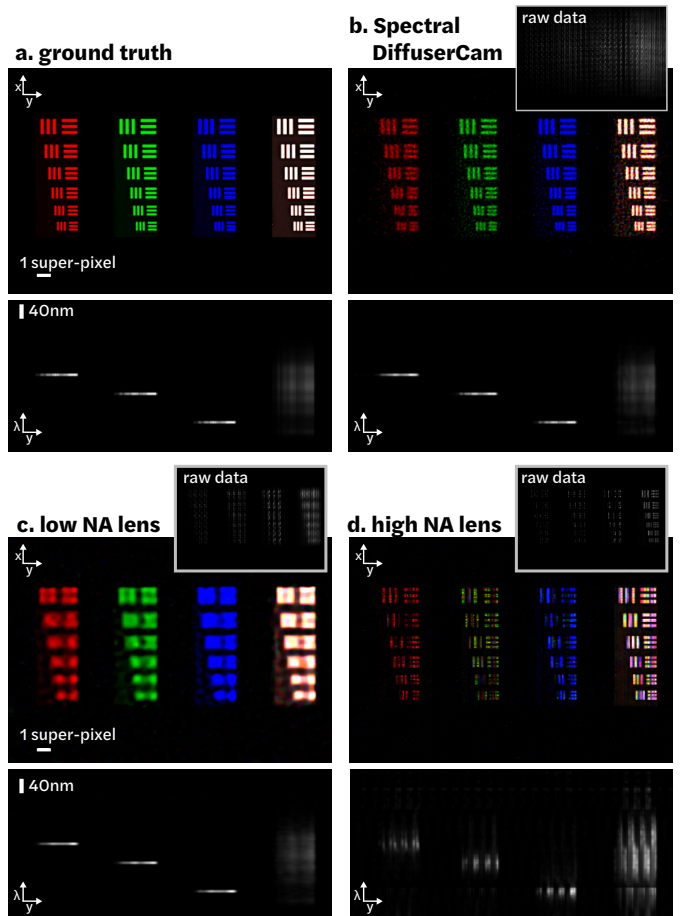 a. ground truth
b. Spectral
DiffuserCam
raw data
x
y
1 super-pixel
x
y
40nm
λ
y
λ
y
c. low NA lens
raw data
d. high NA lens
raw data
x
y
1 super-pixel
x
y
40nm
λ
y
λ
y